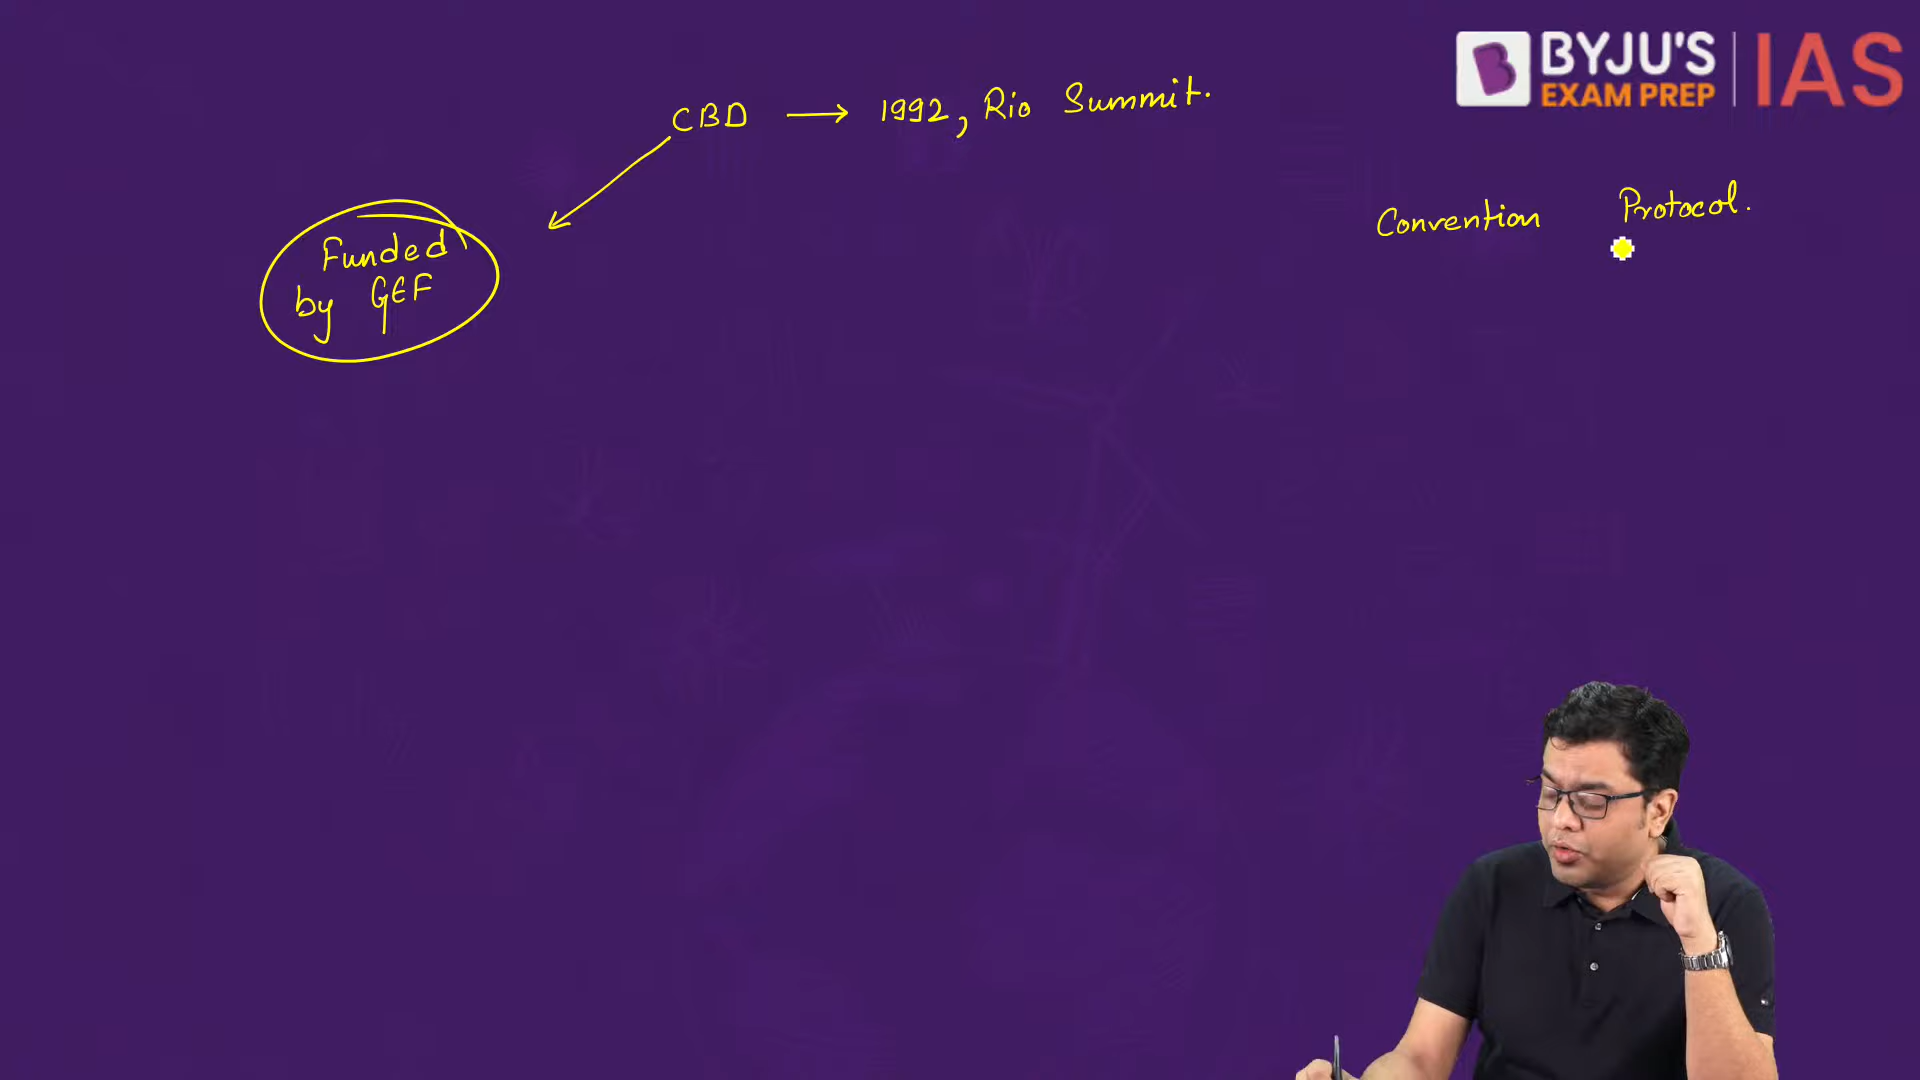 BYJU'S
EXAM PREP
IAS
CBD → 1992, Rio Summit.
Convention Protocol.
Funded
by GEF